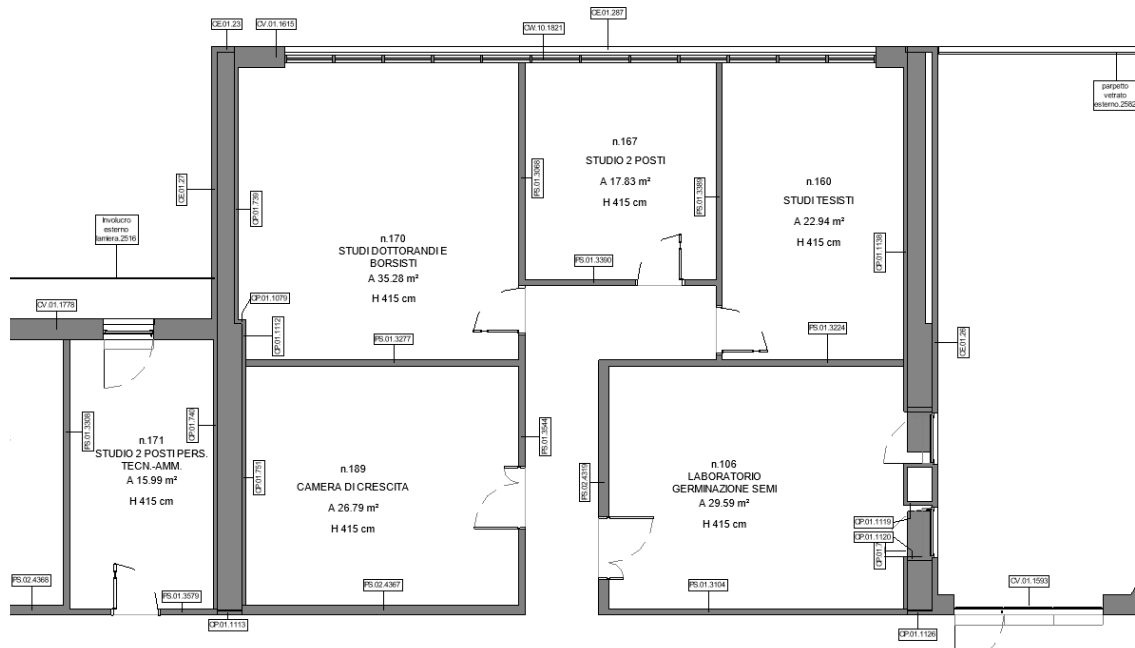 CE.01.23
CV.01.1615
CW.10.1821
CE.01.287
parpetto
vetrato
esterno.2582
CE.01.27
CP.01.739
PS.01.3068
n.167
STUDIO 2 POSTI
A 17.83 m²
H 415 cm
PS.01.3389
n.160
STUDI TESISTI
A 22.94 m²
H 415 cm
CP.01.1138
Involucro
esterno
lamiera.2516
n.170
STUDI DOTTORANDI E
BORSISTI
A 35.28 m²
H 415 cm
PS.01.3390
CV.01.1778
CP.01.1079
CP.01.1112
PS.01.3277
PS.01.3224
CE.01.26
PS.01.3308
CP.01.740
n.171
STUDIO 2 POSTI PERS.
TECN.-AMM.
A 15.99 m²
H 415 cm
CP.01.751
n.189
CAMERA DI CRESCITA
A 26.79 m²
H 415 cm
PS.01.3544
PS.02.4319
n.106
LABORATORIO
GERMINAZIONE SEMI
A 29.59 m²
H 415 cm
CP.01.1119
CP.01.1120
PS.02.4368
PS.01.3579
CP.01.1113
PS.02.4367
PS.01.3104
CV.01.1593
CP.01.1126